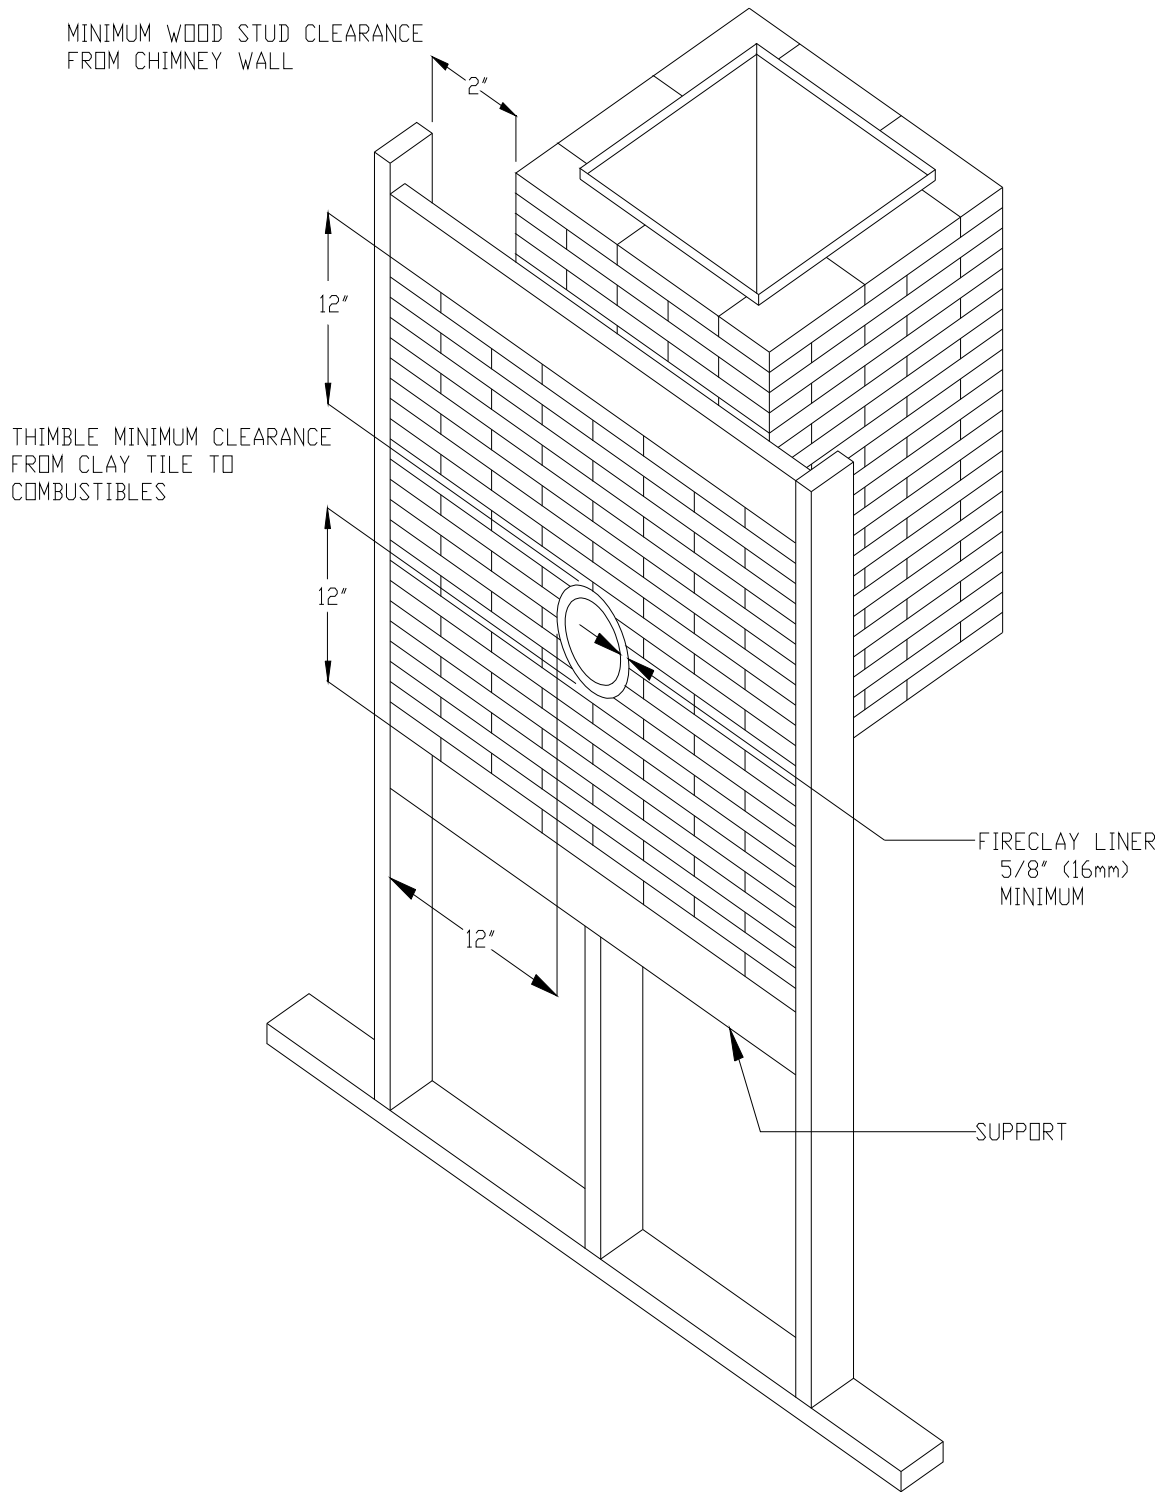 MINIMUM WOOD STUD CLEARANCE
FROM CHIMNEY WALL
2"
12"
THIMBLE MINIMUM CLEARANCE
FROM CLAY TILE TO
COMBUSTIBLES
12"
FIRECLAY LINER
5/8" (16mm)
MINIMUM
12"
SUPPORT